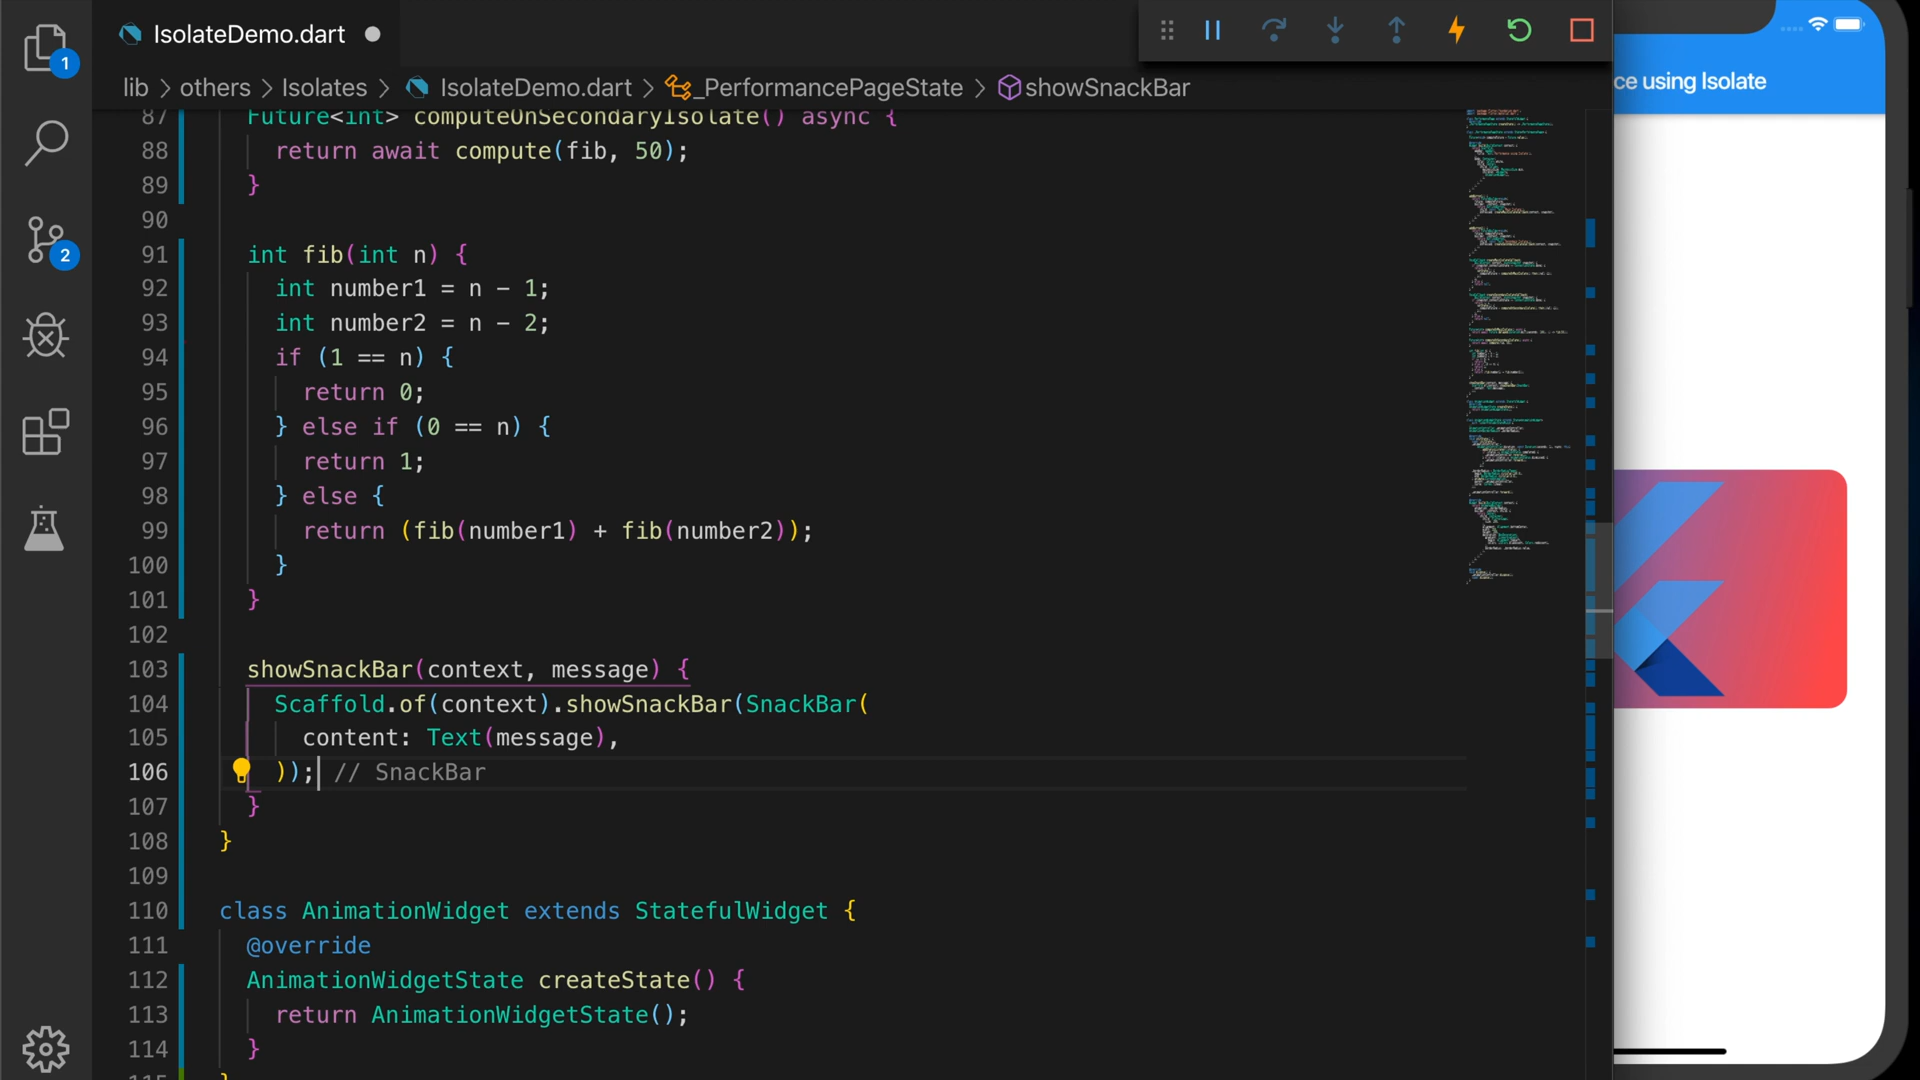 IsolateDemo.dart
lib > others > Isolates > IsolateDemo.dart > _PerformancePageState > showSnackBar
ce using Isolate
1
2
87 Future<int> computeOnSecondaryIsolate() async {
88 return await compute(fib, 50);
89 }
90
91 int fib(int n) {
92 int number1 = n - 1;
93 int number2 = n - 2;
94 if (1 == n) {
95 return 0;
96 } else if (0 == n) {
97 return 1;
98 } else {
99 return (fib(number1) + fib(number2));
100 }
101 }
102
103 showSnackBar(context, message) {
104 Scaffold.of(context).showSnackBar(SnackBar(
105 content: Text(message),
106 )); // SnackBar
107 }
108 }
109
110 class AnimationWidget extends StatefulWidget {
111 @override
112 AnimationWidgetState createState() {
113 return AnimationWidgetState();
114 }
115 }